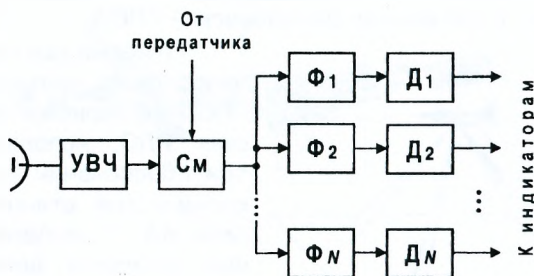 От
передатчика
УВЧ
См
Ф1
Д1
Ф2
Д2
...
...
ФN
ДN
К индикаторам